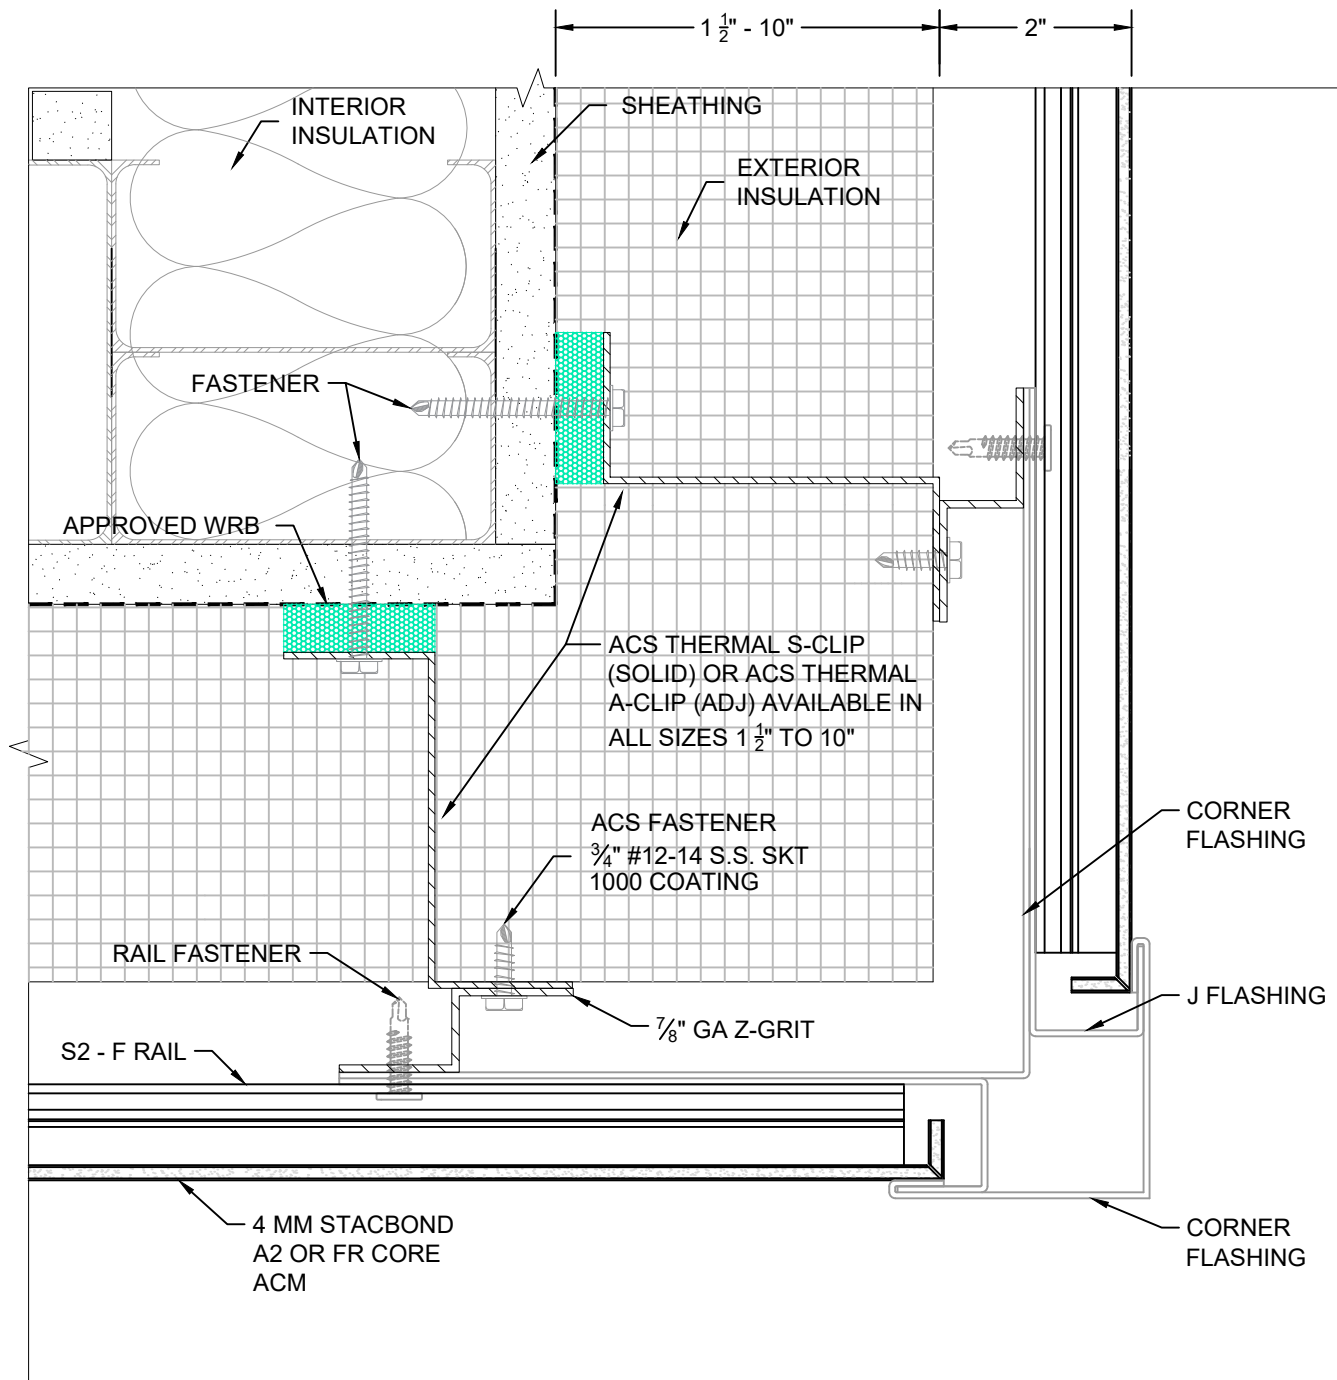 1 1/2" - 10"
2"
INTERIOR
INSULATION
SHEATHING
EXTERIOR
INSULATION
FASTENER
APPROVED WRB
ACS THERMAL S-CLIP
(SOLID) OR ACS THERMAL
A-CLIP (ADJ) AVAILABLE IN
ALL SIZES 1 1/2" TO 10"
ACS FASTENER
3/4" #12-14 S.S. SKT
1000 COATING
CORNER
FLASHING
RAIL FASTENER
J FLASHING
7/8" GA Z-GRIT
S2 - F RAIL
4 MM STACBOND
A2 OR FR CORE
ACM
CORNER
FLASHING